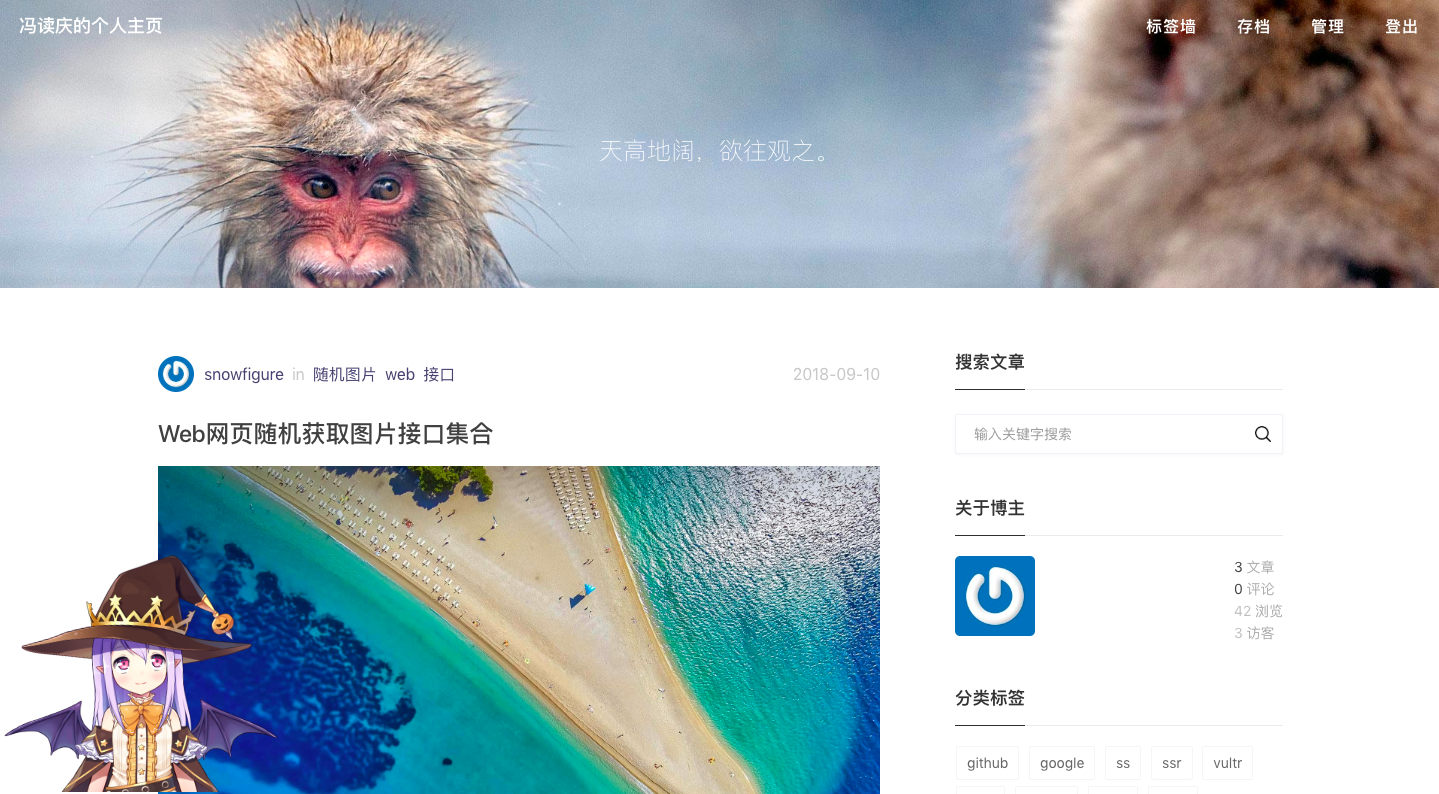 冯读庆的个人主页
标签墙 存档 管理 登出
天高地阔，欲往观之。
snowfigure in 随机图片 web 接口 2018-09-10
Web网页随机获取图片接口集合
搜索文章
输入关键字搜索
关于博主
3 文章
0 评论
42 浏览
3 访客
分类标签
github google ss ssr vultr